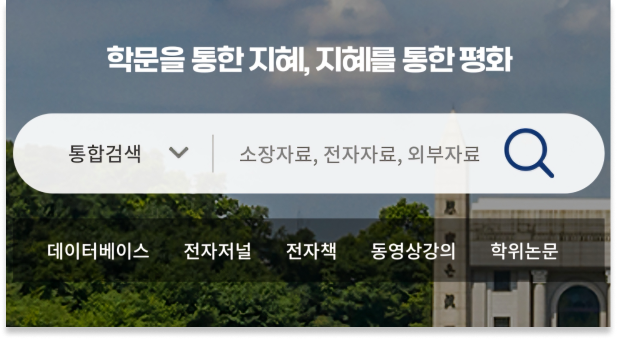 학문을 통한 지혜, 지혜를 통한 평화
통합검색 소장자료, 전자자료, 외부자료
데이터베이스 전자저널 전자책 동영상강의 학위논문